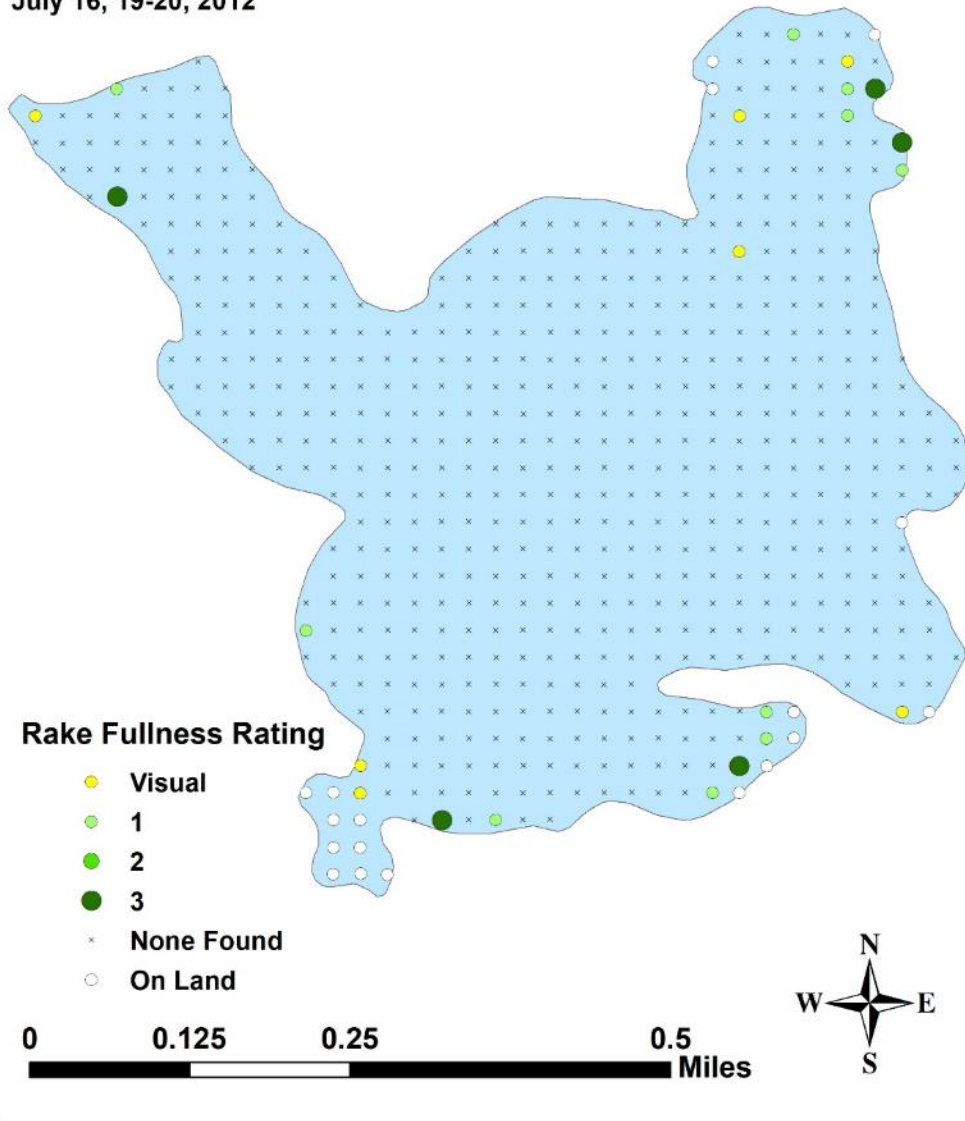 July 16, 19-20, 2012
Rake Fullness Rating
Visual
1
2
3
None Found
On Land
N
W E
S
0 0.125 0.25 0.5
Miles